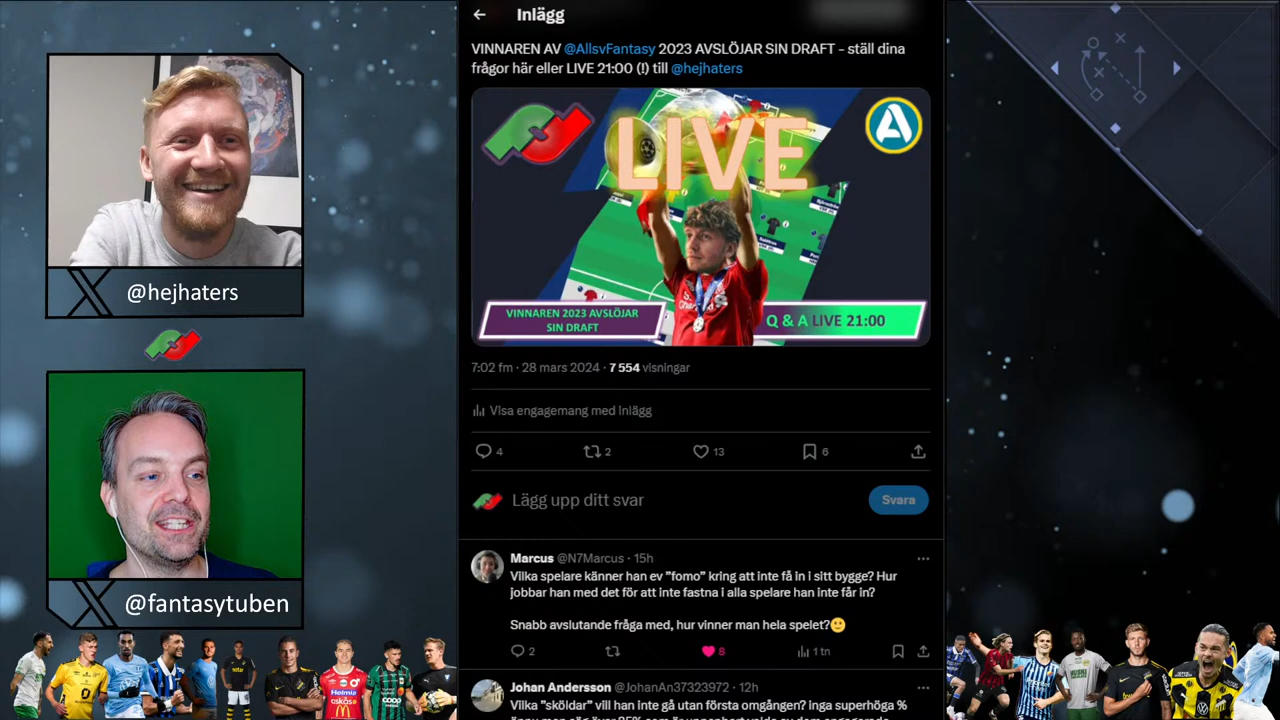 Inlägg
VINNAREN AV @AllsvFantasy 2023 AVSLÖJAR SIN DRAFT - ställ dina
frågor här eller LIVE 21:00 (!) till @hejhaters
LIVE
VINNAREN 2023 AVSLÖJAR
SIN DRAFT
Q & A LIVE 21:00
7:02 fm · 28 mars 2024 · 7 554 visningar
Visa engagemang med inlägg
4 2 13 6
Lägg upp ditt svar
Svara
Marcus @N7Marcus · 15h
Vilka spelare känner han ev ”fomo” kring att inte få in i sitt bygge? Hur
jobbar han med det för att inte fastna i alla spelare han inte får in?
Snabb avslutande fråga med, hur vinner man hela spelet?🙂
2 8 1 tn
Johan Andersson @JohanAn37323972 · 12h
Vilka ”sköldar” vill han inte gå utan första omgången? inga superhöga %
@hejhaters
@fantasytuben